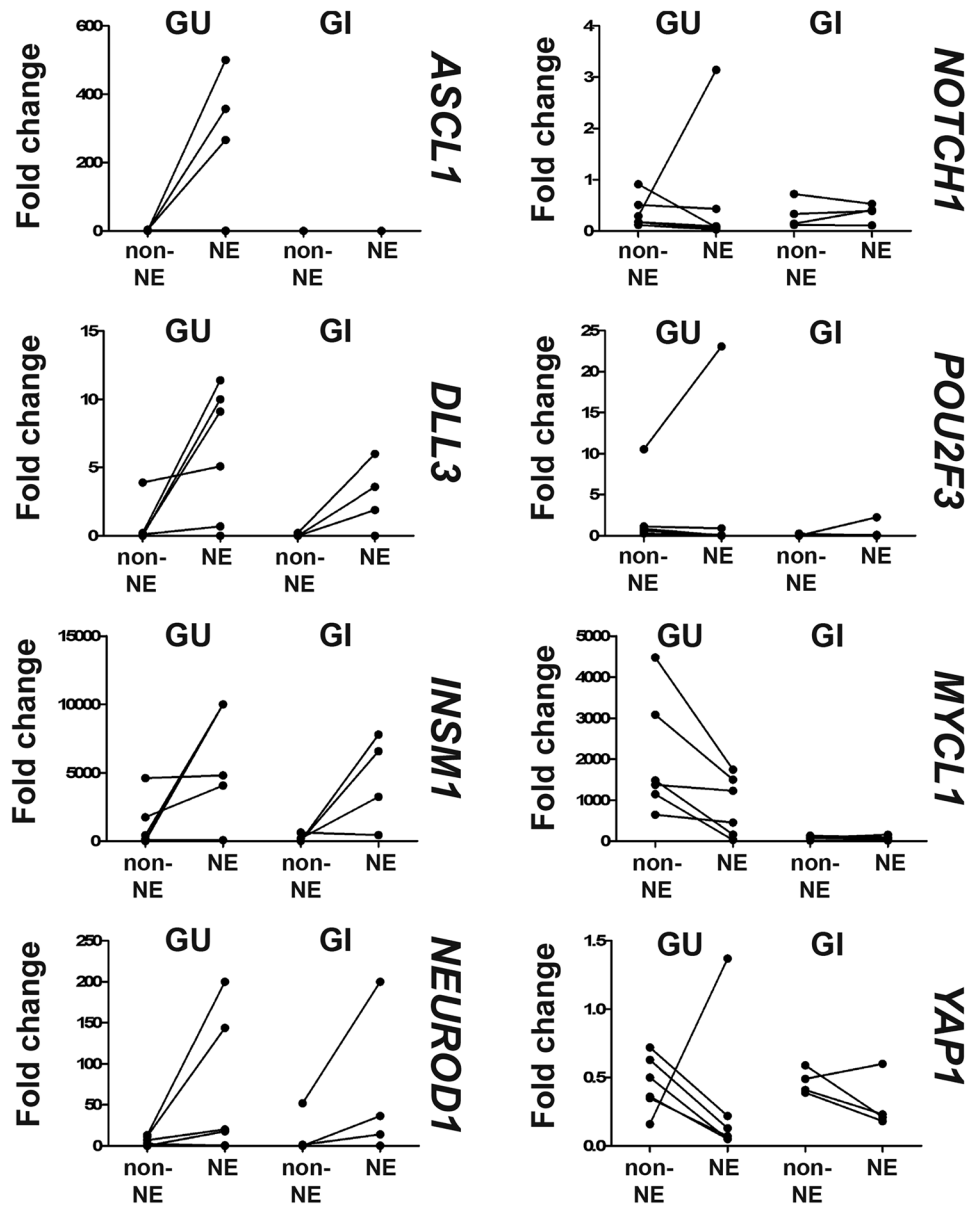 GU GI
Fold change
600
400
200
0
non-
NE
NE
non-
NE
NE
ASCL1
GU GI
Fold change
4
3
2
1
0
non-
NE
NE
non-
NE
NE
NOTCH1
GU GI
Fold change
15
10
5
0
non-
NE
NE
non-
NE
NE
DLL3
GU GI
Fold change
25
20
15
10
5
0
non-
NE
NE
non-
NE
NE
POU2F3
GU GI
Fold change
15000
10000
5000
0
non-
NE
NE
non-
NE
NE
INSM1
GU GI
Fold change
5000
4000
3000
2000
1000
0
non-
NE
NE
non-
NE
NE
MYCL1
GU GI
Fold change
250
200
150
100
50
0
non-
NE
NE
non-
NE
NE
NEUROD1
GU GI
Fold change
1.5
1.0
0.5
0.0
non-
NE
NE
non-
NE
NE
YAP1